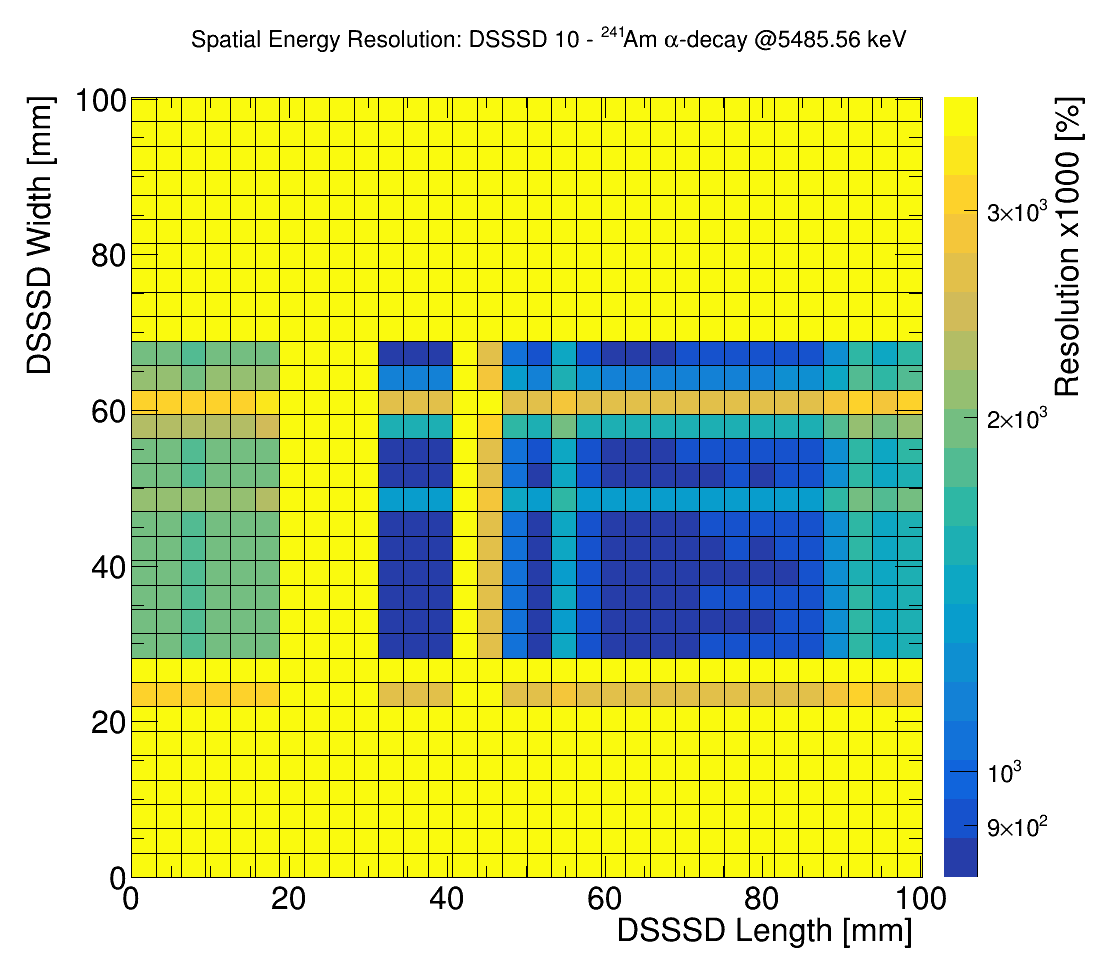 Spatial Energy Resolution: DSSSD 10 - ²⁴¹Am α-decay @5485.56 keV
DSSSD Width [mm]
100
80
60
40
20
0
0 20 40 60 80 100
DSSSD Length [mm]
3×10³
2×10³
10³
9×10²
Resolution x1000 [%]